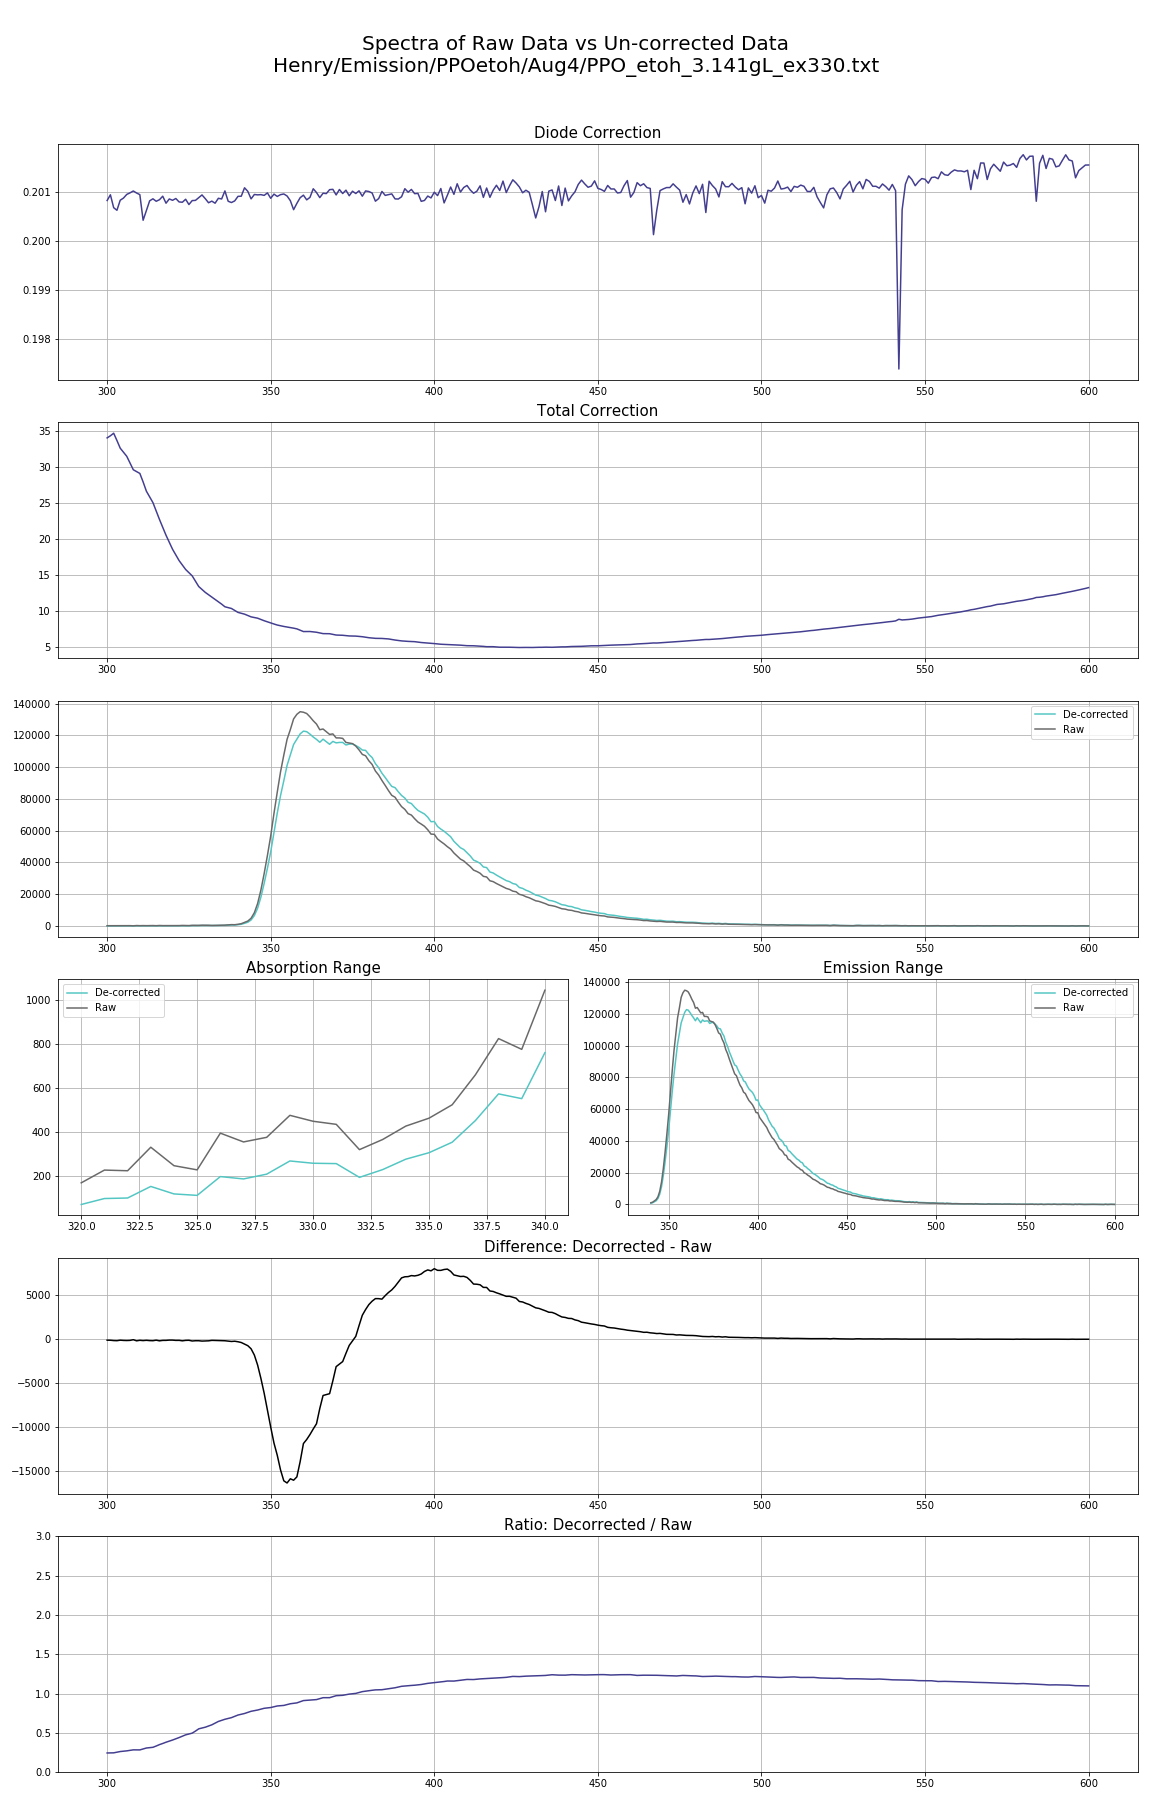 Spectra of Raw Data vs Un-corrected Data
Henry/Emission/PPOetoh/Aug4/PPO_etoh_3.141gL_ex330.txt
Diode Correction
0.201
0.200
0.199
0.198
300 350 400 450 500 550 600
Total Correction
35
30
25
20
15
10
5
300 350 400 450 500 550 600
140000
120000
100000
80000
60000
40000
20000
0
De-corrected
Raw
300 350 400 450 500 550 600
Absorption Range
1000
800
600
400
200
De-corrected
Raw
320.0 322.5 325.0 327.5 330.0 332.5 335.0 337.5 340.0
Emission Range
140000
120000
100000
80000
60000
40000
20000
0
De-corrected
Raw
350 400 450 500 550 600
Difference: Decorrected - Raw
5000
0
−5000
−10000
−15000
300 350 400 450 500 550 600
Ratio: Decorrected / Raw
3.0
2.5
2.0
1.5
1.0
0.5
0.0
300 350 400 450 500 550 600